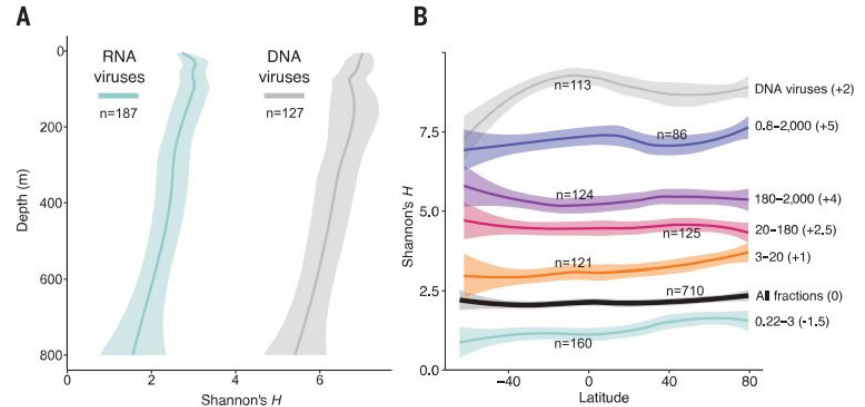 A
RNA
viruses
n=187
DNA
viruses
n=127
0
200
400
600
800
Depth (m)
0
2
4
6
Shannon's H
B
DNA viruses (+2)
0.8–2,000 (+5)
180–2,000 (+4)
20–180 (+2.5)
3–20 (+1)
All fractions (0)
0.22–3 (-1.5)
n=113
n=86
n=124
n=125
n=121
n=710
n=160
7.5
5.0
2.5
0.0
Shannon's H
−40
0
40
80
Latitude